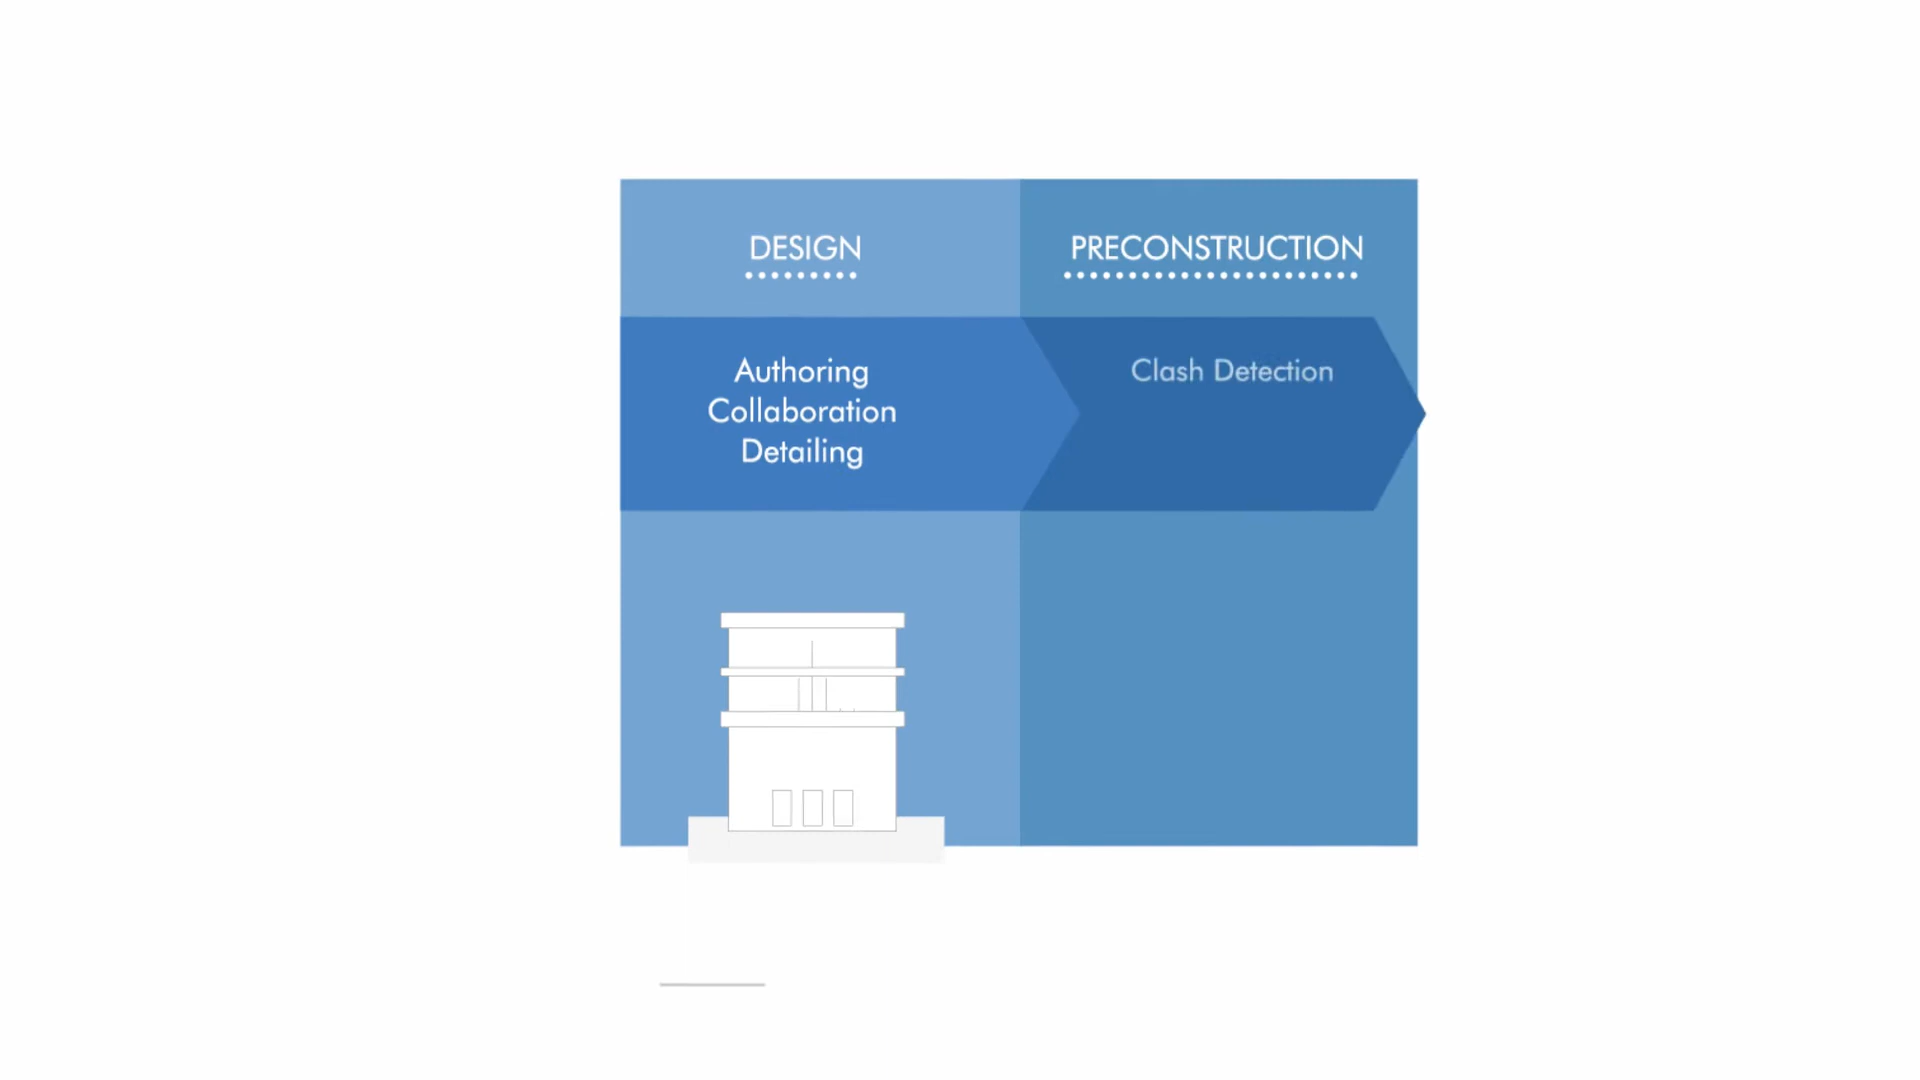 DESIGN
PRECONSTRUCTION
Authoring
Collaboration
Detailing
Clash Detection